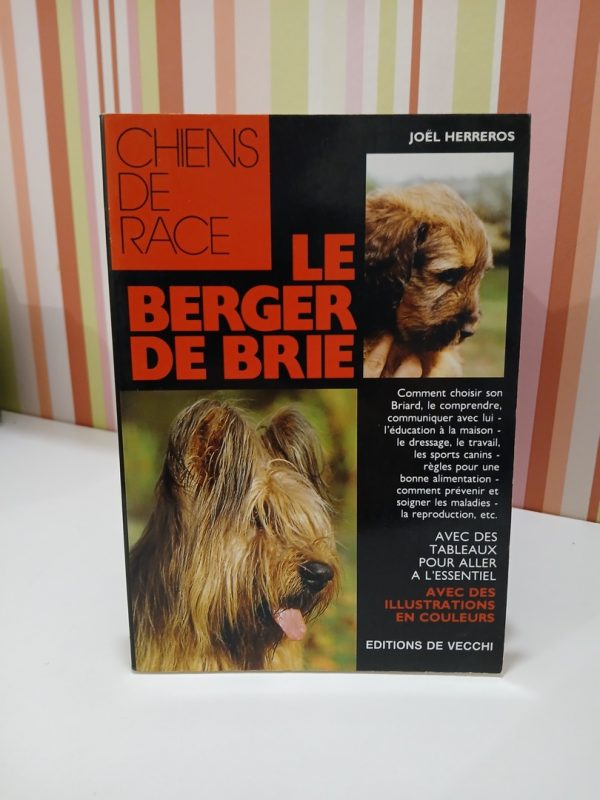 CHIENS
DE
RACE
JOËL HERREROS
LE
BERGER
DE BRIE
Comment choisir son
Briard, le comprendre,
communiquer avec lui -
l'éducation à la maison -
le dressage, le travail,
les sports canins -
règles pour une
bonne alimentation -
comment prévenir et
soigner les maladies -
la reproduction, etc.
AVEC DES
TABLEAUX
POUR ALLER
A L'ESSENTIEL
AVEC DES
ILLUSTRATIONS
EN COULEURS
EDITIONS DE VECCHI